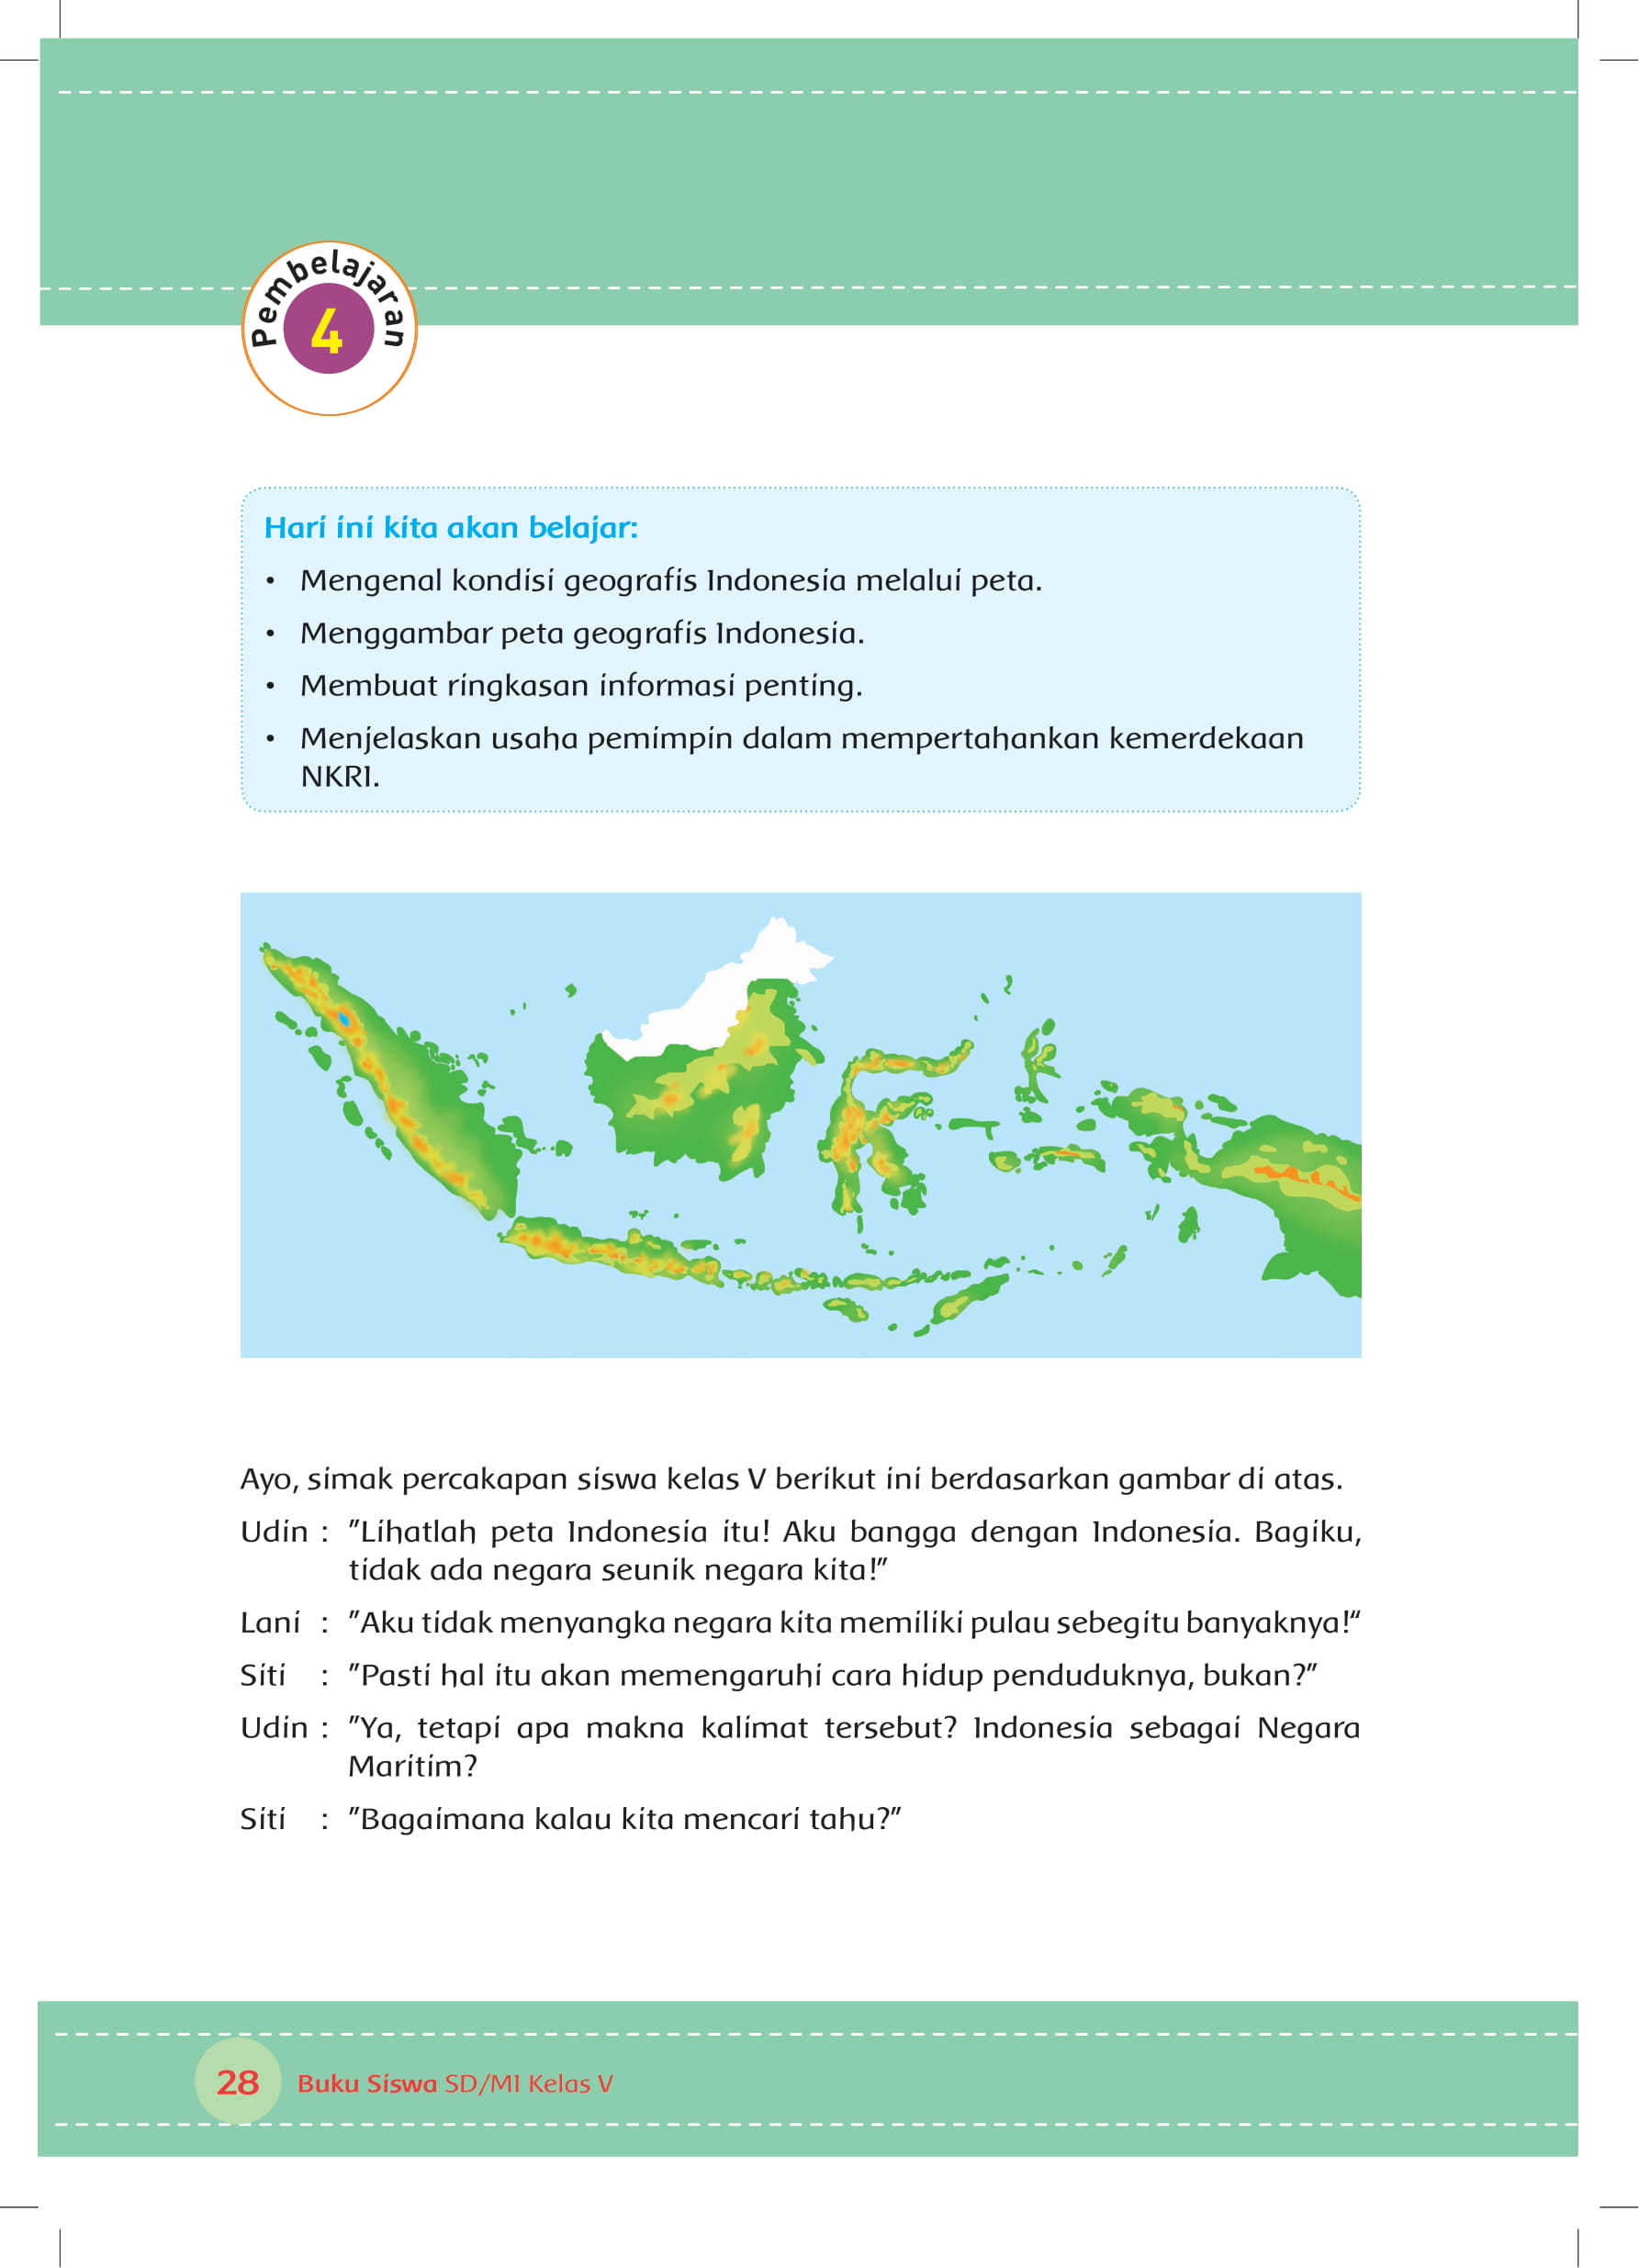 Pembelajaran
4
Hari ini kita akan belajar:
• Mengenal kondisi geografis Indonesia melalui peta.
• Menggambar peta geografis Indonesia.
• Membuat ringkasan informasi penting.
• Menjelaskan usaha pemimpin dalam mempertahankan kemerdekaan
NKRI.
Ayo, simak percakapan siswa kelas V berikut ini berdasarkan gambar di atas.
Udin : ”Lihatlah peta Indonesia itu! Aku bangga dengan Indonesia. Bagiku,
tidak ada negara seunik negara kita!”
Lani : ”Aku tidak menyangka negara kita memiliki pulau sebegitu banyaknya!“
Siti : ”Pasti hal itu akan memengaruhi cara hidup penduduknya, bukan?”
Udin : ”Ya, tetapi apa makna kalimat tersebut? Indonesia sebagai Negara
Maritim?
Siti : ”Bagaimana kalau kita mencari tahu?”
28 Buku Siswa SD/MI Kelas V